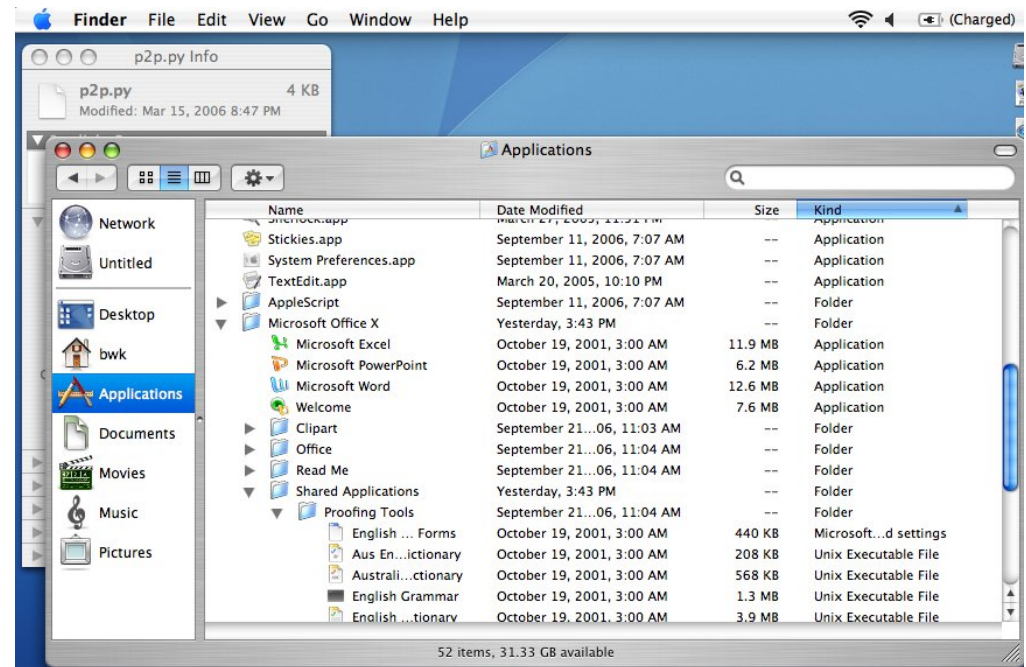 Finder File Edit View Go Window Help (Charged)
p2p.py Info
p2p.py 4 KB
Modified: Mar 15, 2006 8:47 PM
Applications
Name Date Modified Size Kind
Stickies.app September 11, 2006, 7:07 AM -- Application
System Preferences.app September 11, 2006, 7:07 AM -- Application
TextEdit.app March 20, 2005, 10:10 PM -- Application
AppleScript September 11, 2006, 7:07 AM -- Folder
Microsoft Office X Yesterday, 3:43 PM -- Folder
Microsoft Excel October 19, 2001, 3:00 AM 11.9 MB Application
Microsoft PowerPoint October 19, 2001, 3:00 AM 6.2 MB Application
Microsoft Word October 19, 2001, 3:00 AM 12.6 MB Application
Welcome October 19, 2001, 3:00 AM 7.6 MB Application
Clipart September 21...06, 11:03 AM -- Folder
Office September 21...06, 11:04 AM -- Folder
Read Me September 21...06, 11:04 AM -- Folder
Shared Applications Yesterday, 3:43 PM -- Folder
Proofing Tools September 21...06, 11:04 AM -- Folder
English ... Forms October 19, 2001, 3:00 AM 440 KB Microsoft...d settings
Aus En...ictionary October 19, 2001, 3:00 AM 208 KB Unix Executable File
Australi...ctionary October 19, 2001, 3:00 AM 568 KB Unix Executable File
English Grammar October 19, 2001, 3:00 AM 1.3 MB Unix Executable File
English ...tionary October 19, 2001, 3:00 AM 3.9 MB Unix Executable File
Network
Untitled
Desktop
bwk
Applications
Documents
Movies
Music
Pictures
52 items, 31.33 GB available